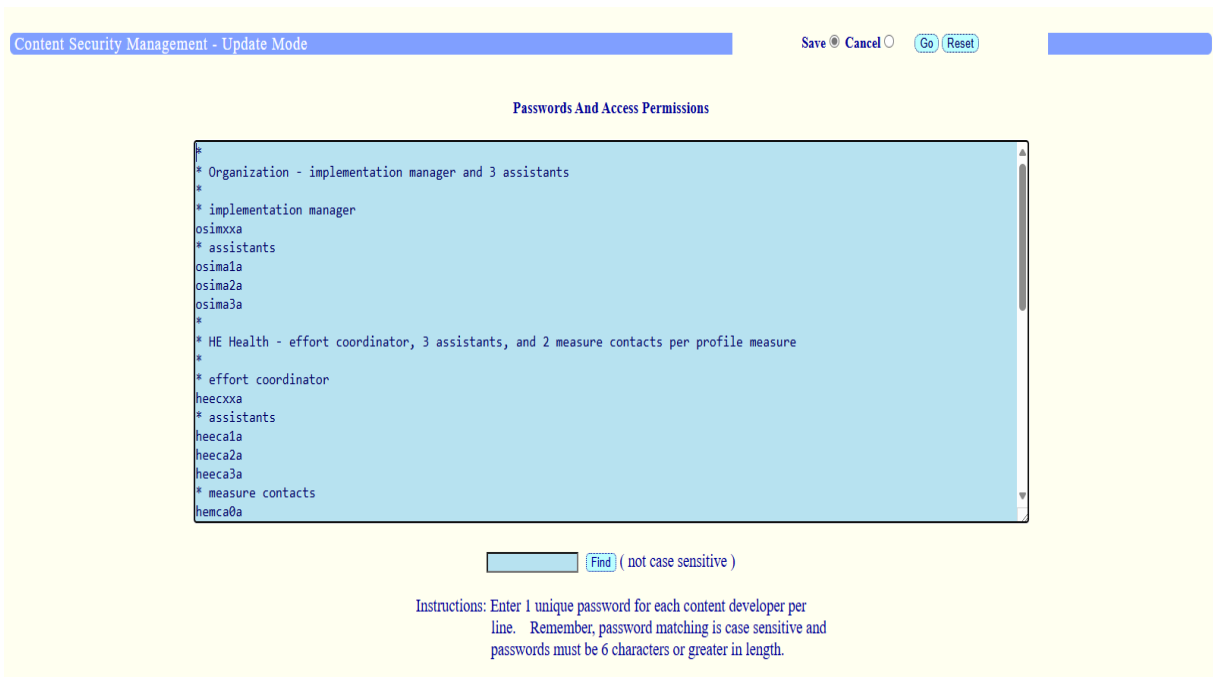 Content Security Management - Update Mode
Save Cancel Go Reset
Passwords And Access Permissions
*
* Organization - implementation manager and 3 assistants
*
* implementation manager
osimxxa
* assistants
osima1a
osima2a
osima3a
*
* HE Health - effort coordinator, 3 assistants, and 2 measure contacts per profile measure
*
* effort coordinator
heecxxa
* assistants
heeca1a
heeca2a
heeca3a
* measure contacts
hemca0a
Find ( not case sensitive )
Instructions: Enter 1 unique password for each content developer per
line. Remember, password matching is case sensitive and
passwords must be 6 characters or greater in length.